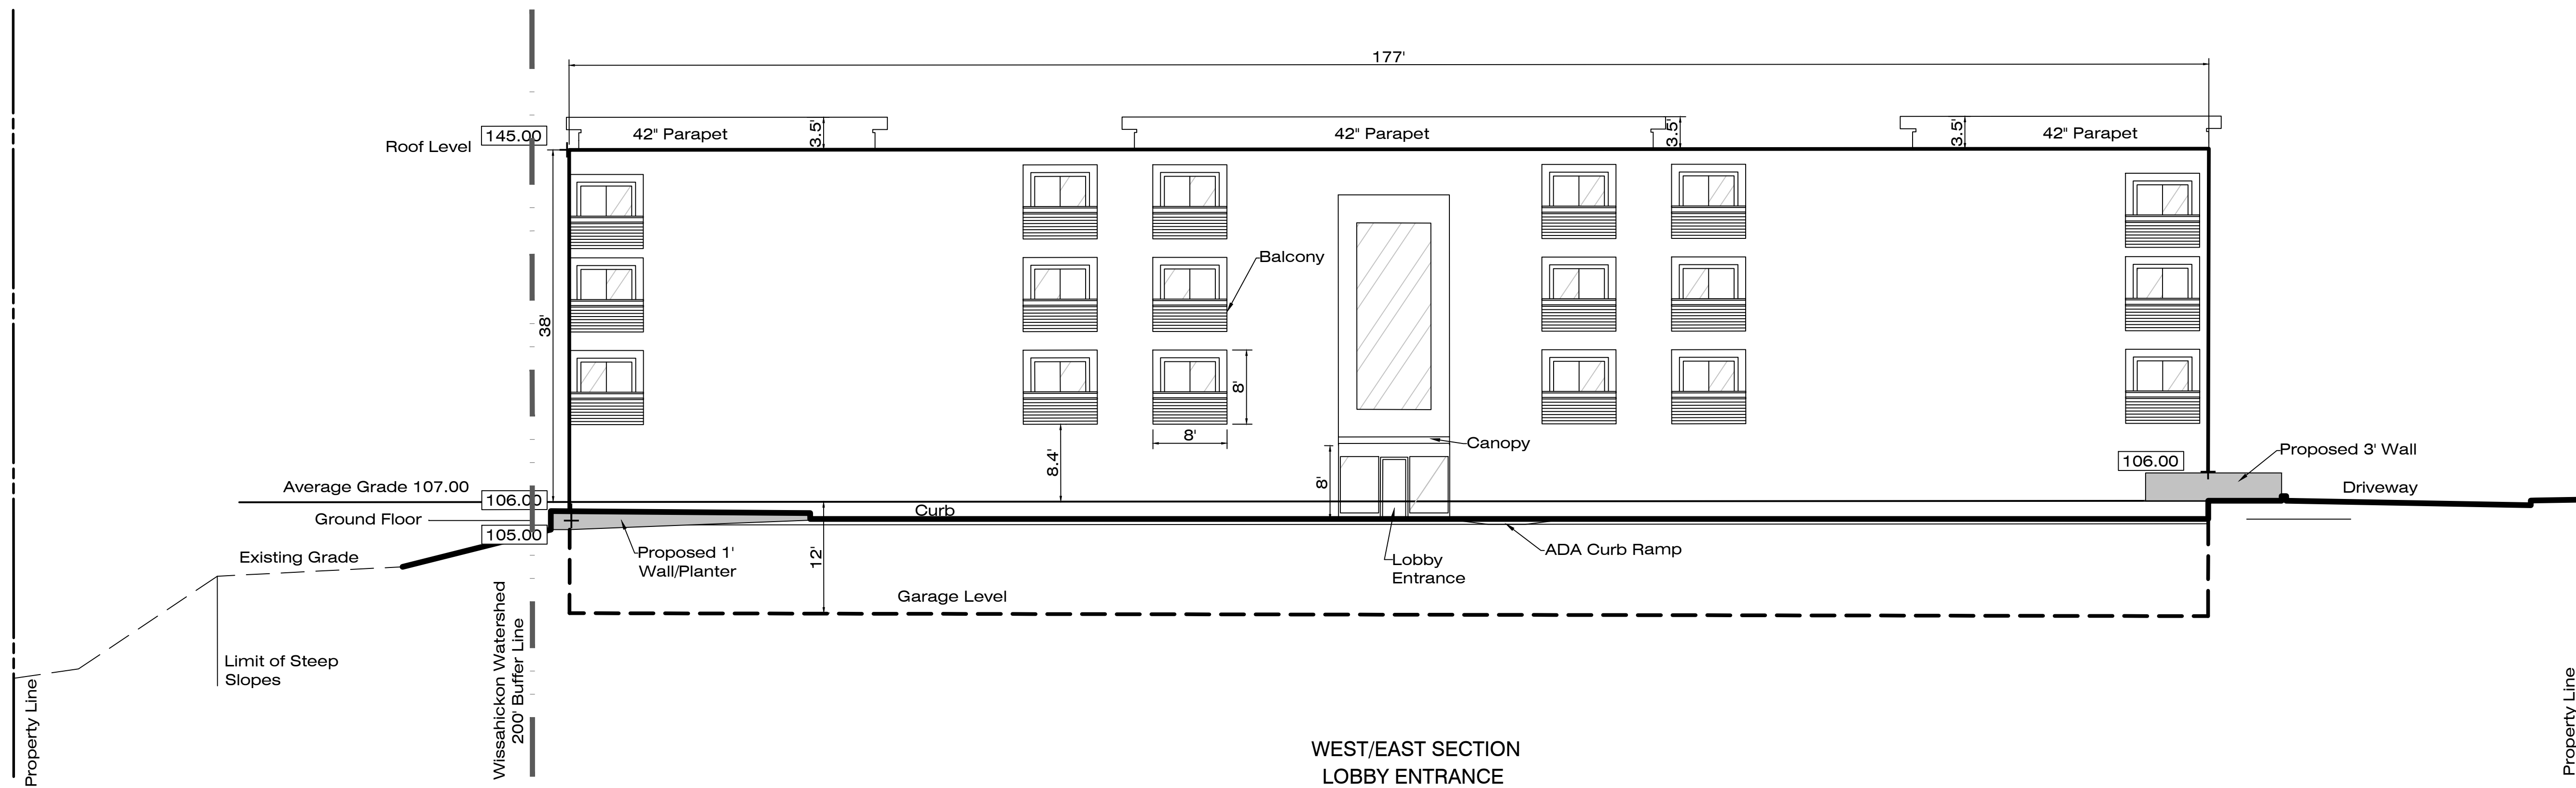 177'
145.00
42" Parapet
3.5'
42" Parapet
3.5'
3.5'
42" Parapet
Roof Level
Balcony
38'
8'
8'
8.4'
Canopy
8'
106.00
Proposed 3' Wall
Average Grade 107.00
106.00
Driveway
Curb
Ground Floor
105.00
Existing Grade
Proposed 1'
Wall/Planter
12'
Lobby
Entrance
ADA Curb Ramp
Garage Level
Limit of Steep
Slopes
Property Line
Wissahickon Watershed
200' Buffer Line
Property Line
WEST/EAST SECTION
LOBBY ENTRANCE